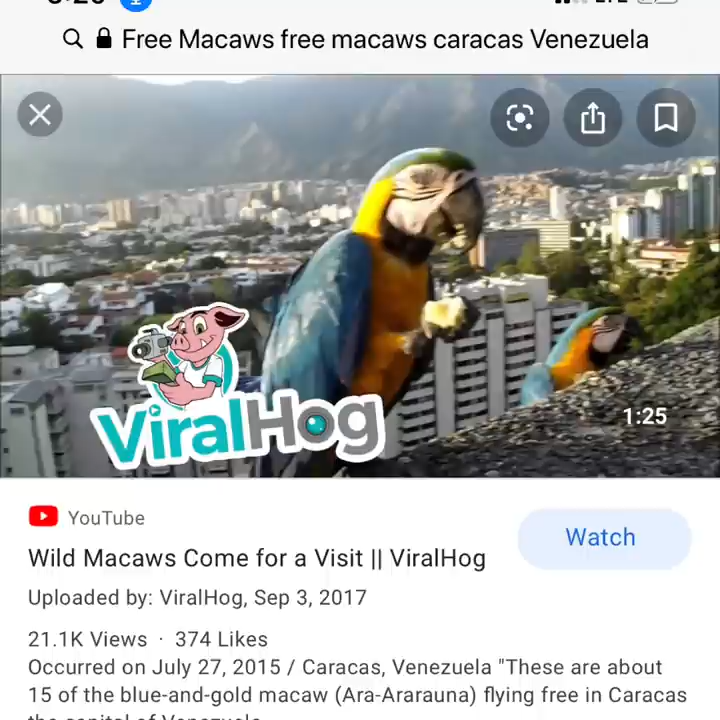 Free Macaws free macaws caracas Venezuela
ViralHog
1:25
YouTube
Watch
Wild Macaws Come for a Visit || ViralHog
Uploaded by: ViralHog, Sep 3, 2017
21.1K Views · 374 Likes
Occurred on July 27, 2015 / Caracas, Venezuela "These are about
15 of the blue-and-gold macaw (Ara-Ararauna) flying free in Caracas